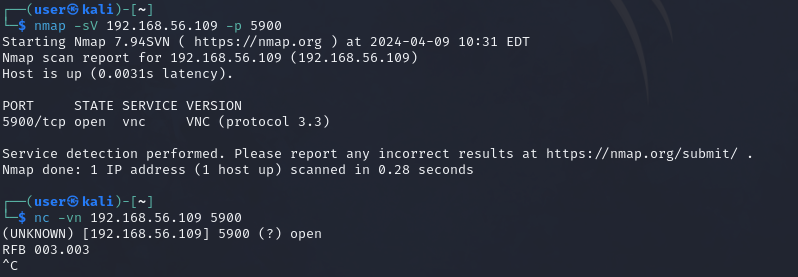 ┌──(user㉿kali)-[~]
└─$ nmap -sV 192.168.56.109 -p 5900
Starting Nmap 7.94SVN ( https://nmap.org ) at 2024-04-09 10:31 EDT
Nmap scan report for 192.168.56.109 (192.168.56.109)
Host is up (0.0031s latency).

PORT     STATE SERVICE VERSION
5900/tcp open  vnc     VNC (protocol 3.3)

Service detection performed. Please report any incorrect results at https://nmap.org/submit/ .
Nmap done: 1 IP address (1 host up) scanned in 0.28 seconds

┌──(user㉿kali)-[~]
└─$ nc -vn 192.168.56.109 5900
(UNKNOWN) [192.168.56.109] 5900 (?) open
RFB 003.003
^C